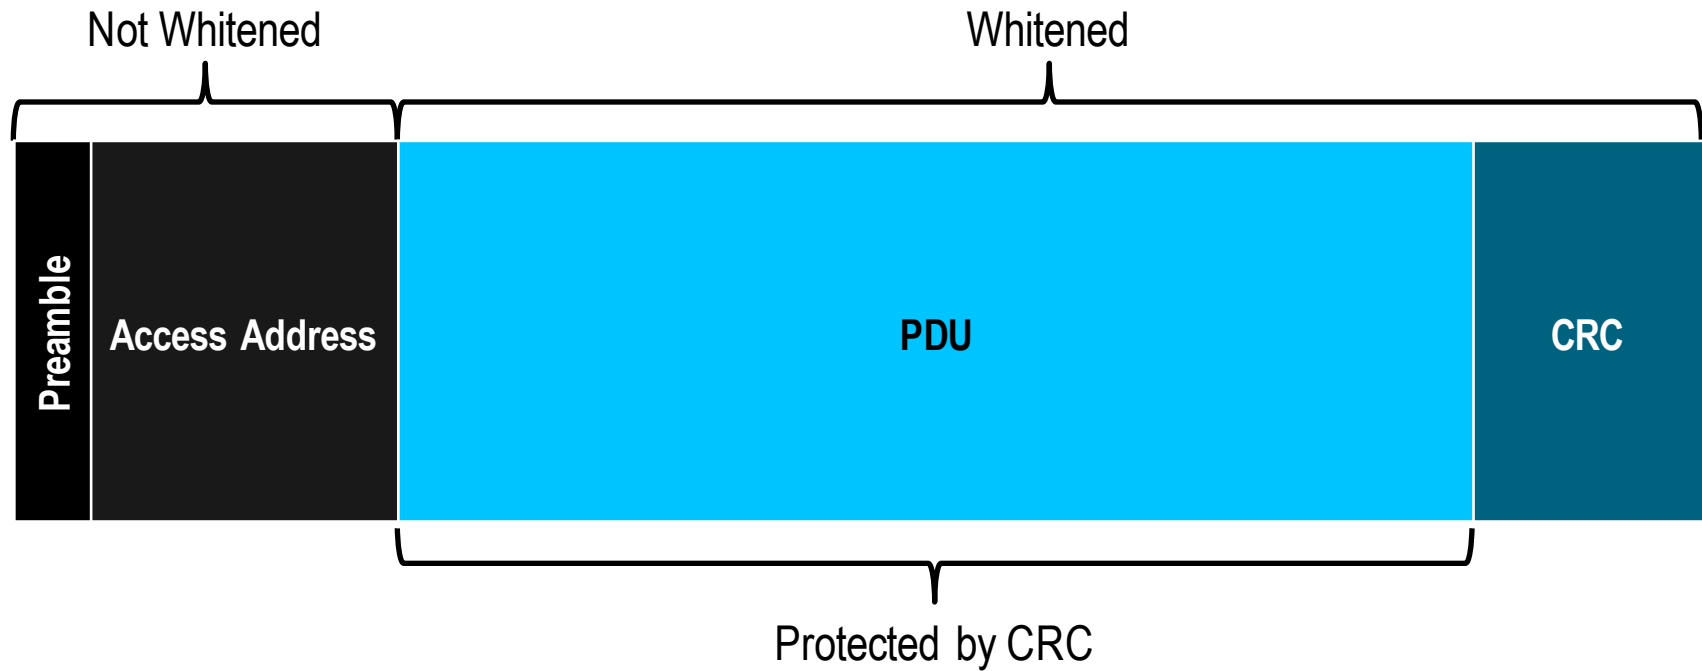 Not Whitened
Whitened
Preamble
Access Address
PDU
CRC
Protected by CRC